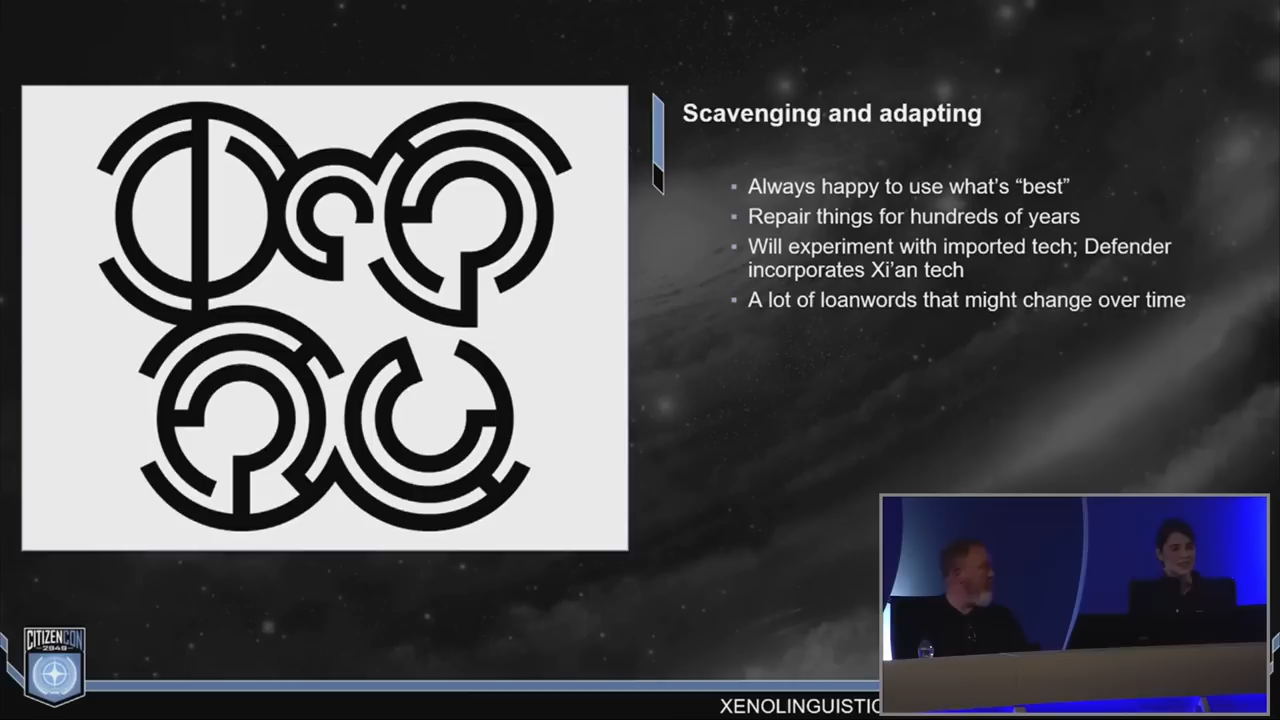 Scavenging and adapting
▪ Always happy to use what’s “best”
▪ Repair things for hundreds of years
▪ Will experiment with imported tech; Defender
incorporates Xi’an tech
▪ A lot of loanwords that might change over time
CITIZENCON
2949
XENOLINGUISTIC